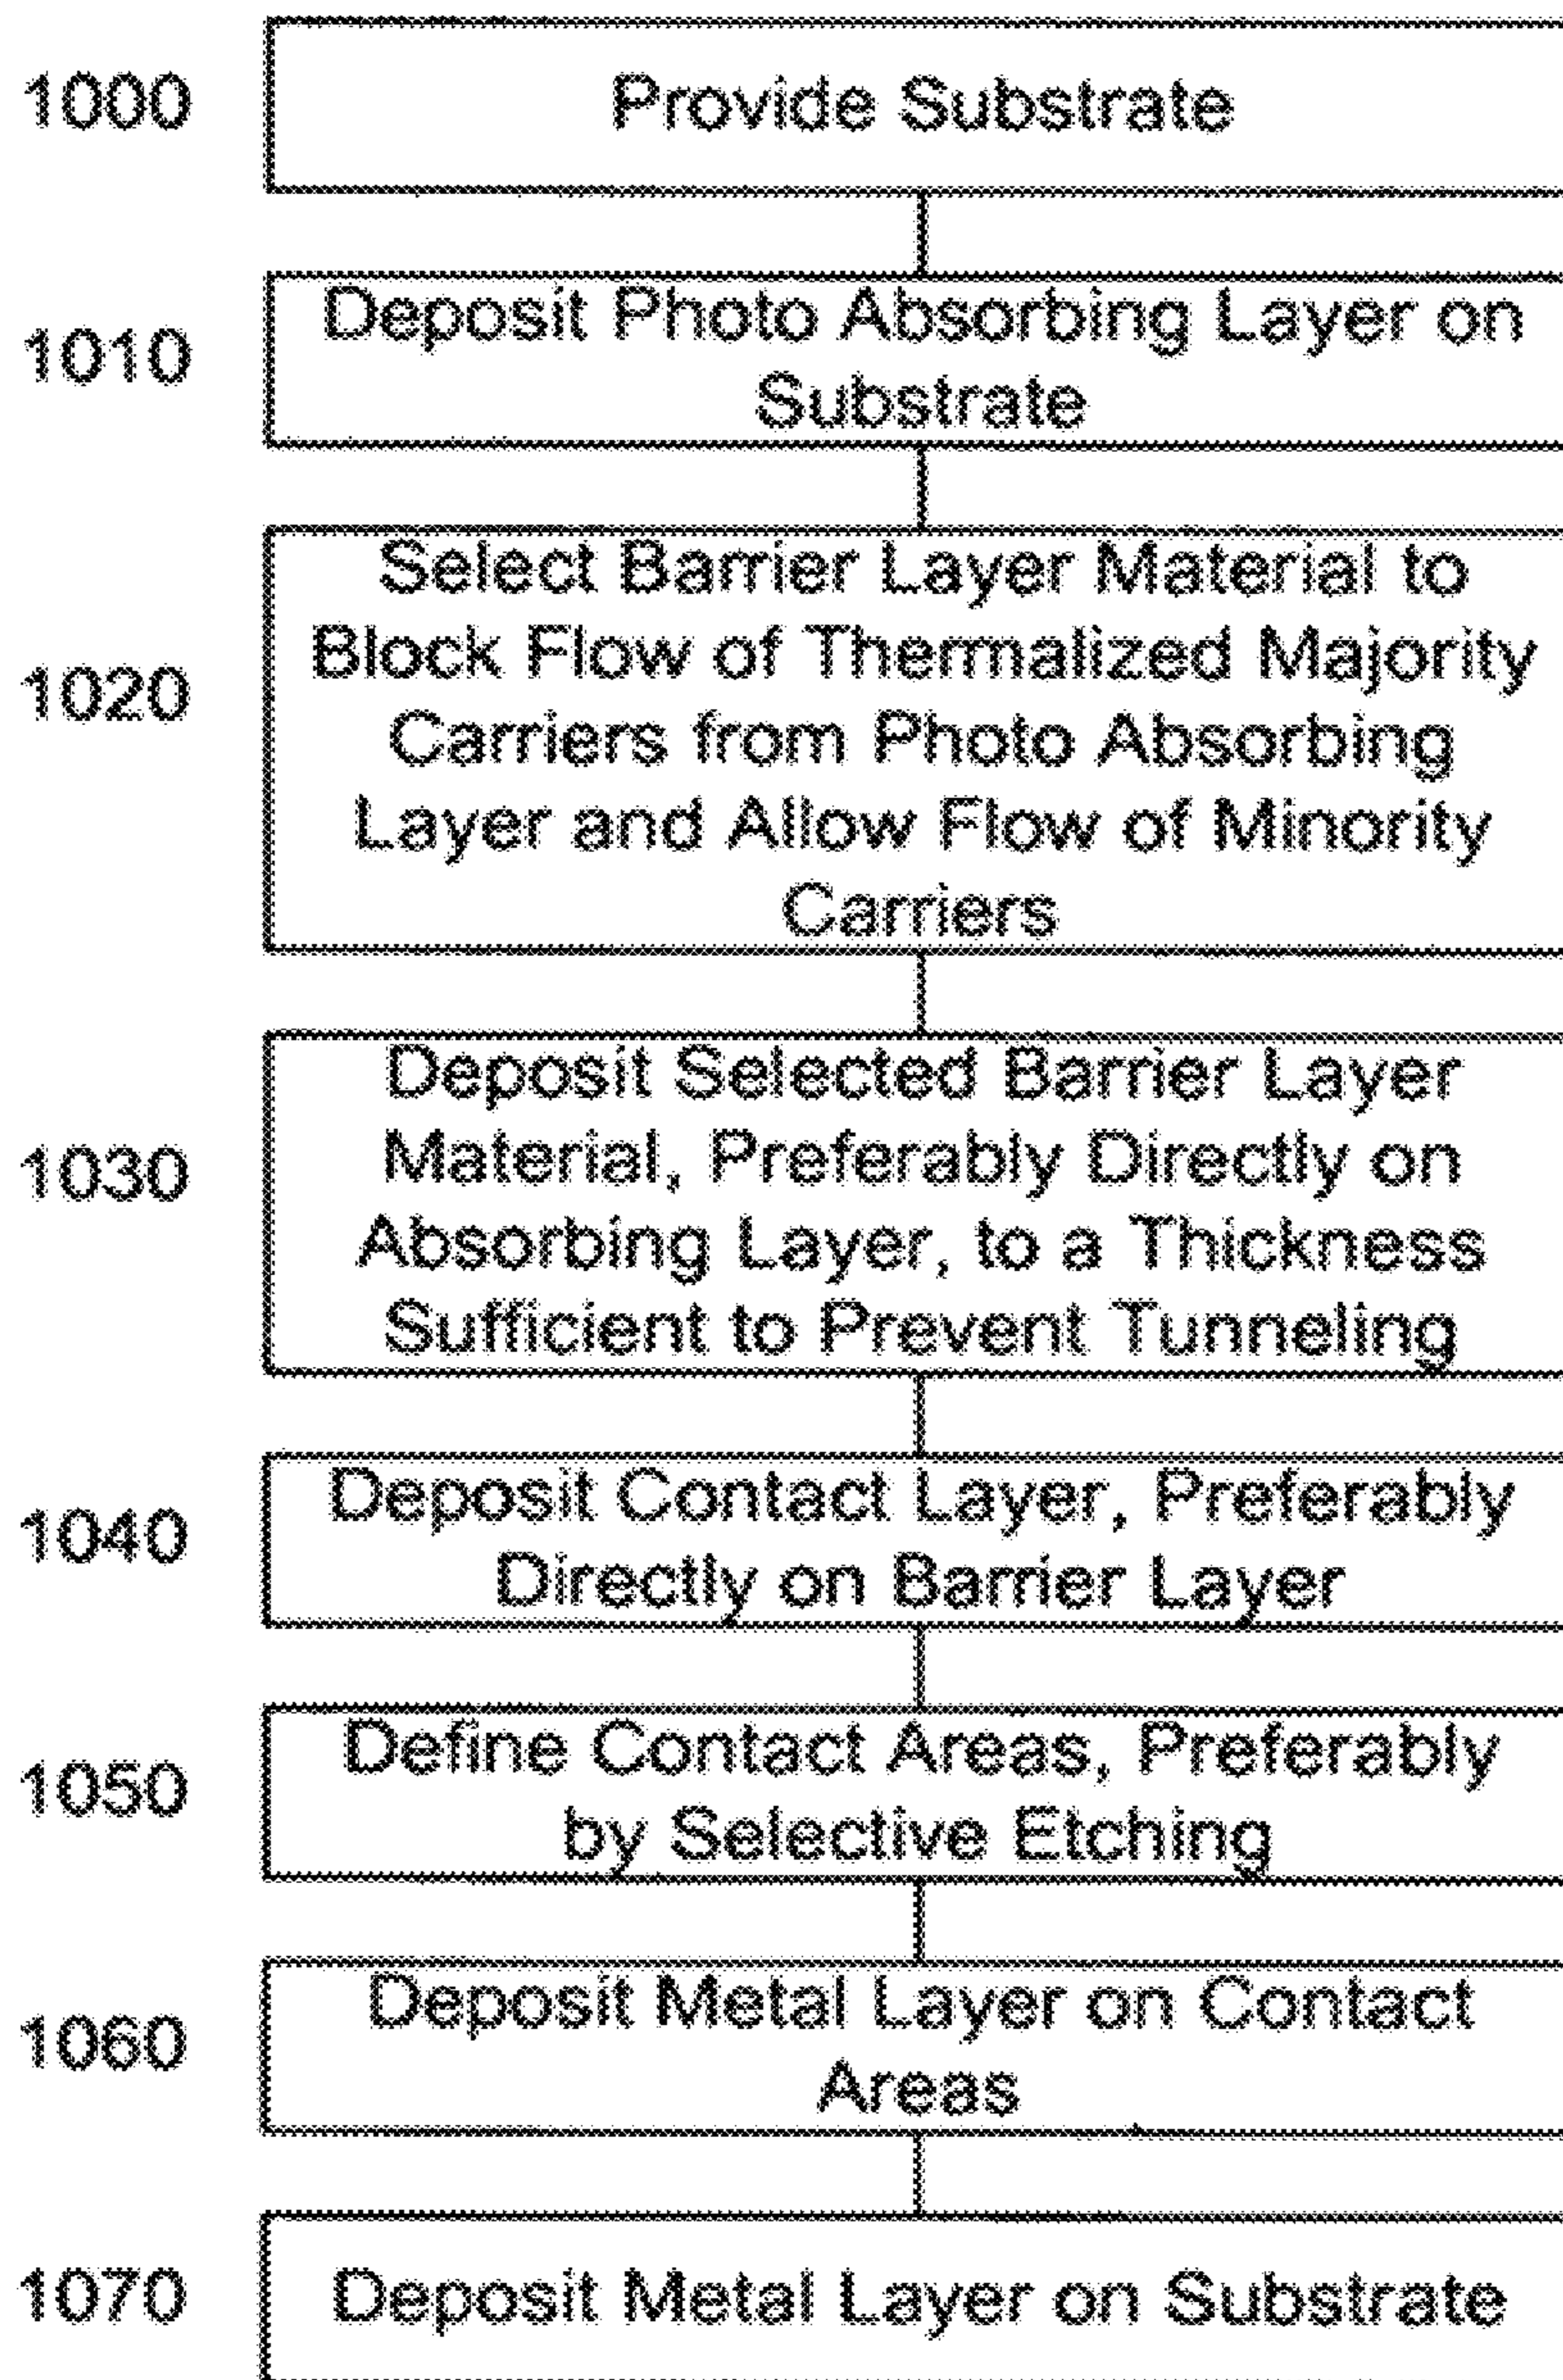 1000
Provide Substrate
1010
Deposit Photo Absorbing Layer on
Substrate
1020
Select Barrier Layer Material to
Block Flow of Thermalized Majority
Carriers from Photo Absorbing
Layer and Allow Flow of Minority
Carriers
1030
Deposit Selected Barrier Layer
Material, Preferably Directly on
Absorbing Layer, to a Thickness
Sufficient to Prevent Tunneling
1040
Deposit Contact Layer, Preferably
Directly on Barrier Layer
1050
Define Contact Areas, Preferably
by Selective Etching
1060
Deposit Metal Layer on Contact
Areas
1070
Deposit Metal Layer on Substrate